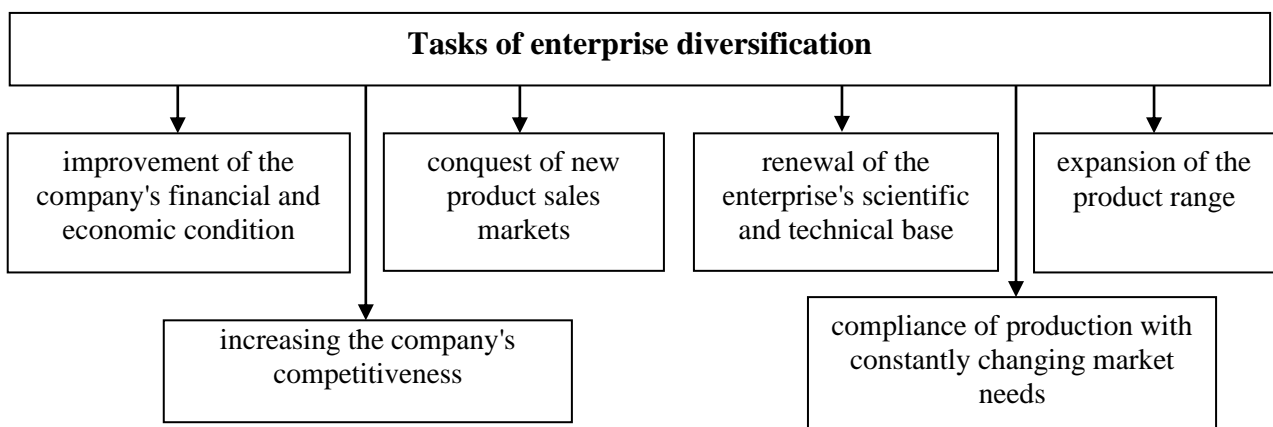 Tasks of enterprise diversification
improvement of the
company's financial and
economic condition
conquest of new
product sales
markets
renewal of the
enterprise's scientific
and technical base
expansion of the
product range
increasing the company's
competitiveness
compliance of production with
constantly changing market
needs